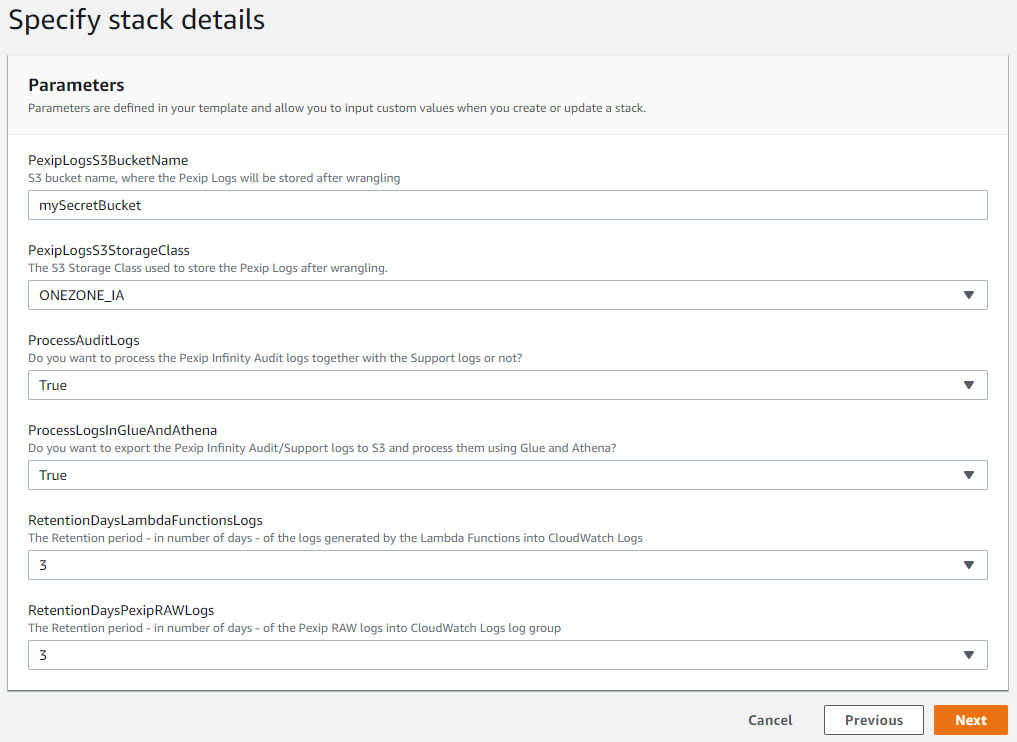 Specify stack details
Parameters
Parameters are defined in your template and allow you to input custom values when you create or update a stack.
PexipLogsS3BucketName
S3 bucket name, where the Pexip Logs will be stored after wrangling
mySecretBucket
PexipLogsS3StorageClass
The S3 Storage Class used to store the Pexip Logs after wrangling.
ONEZONE_IA
ProcessAuditLogs
Do you want to process the Pexip Infinity Audit logs together with the Support logs or not?
True
ProcessLogsInGlueAndAthena
Do you want to export the Pexip Infinity Audit/Support logs to S3 and process them using Glue and Athena?
True
RetentionDaysLambdaFunctionsLogs
The Retention period - in number of days - of the logs generated by the Lambda Functions into CloudWatch Logs
3
RetentionDaysPexipRAWLogs
The Retention period - in number of days - of the Pexip RAW logs into CloudWatch Logs log group
3
Cancel Previous Next